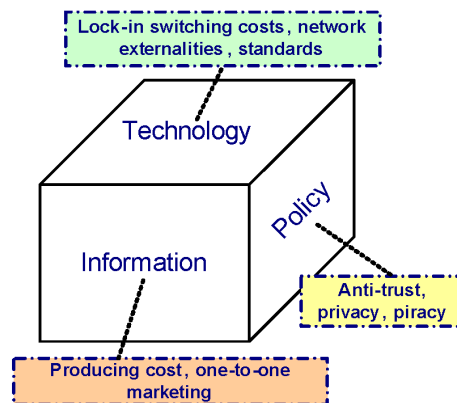 Lock-in switching costs, network
externalities, standards
Technology
Policy
Information
Anti-trust,
privacy, piracy
Producing cost, one-to-one
marketing